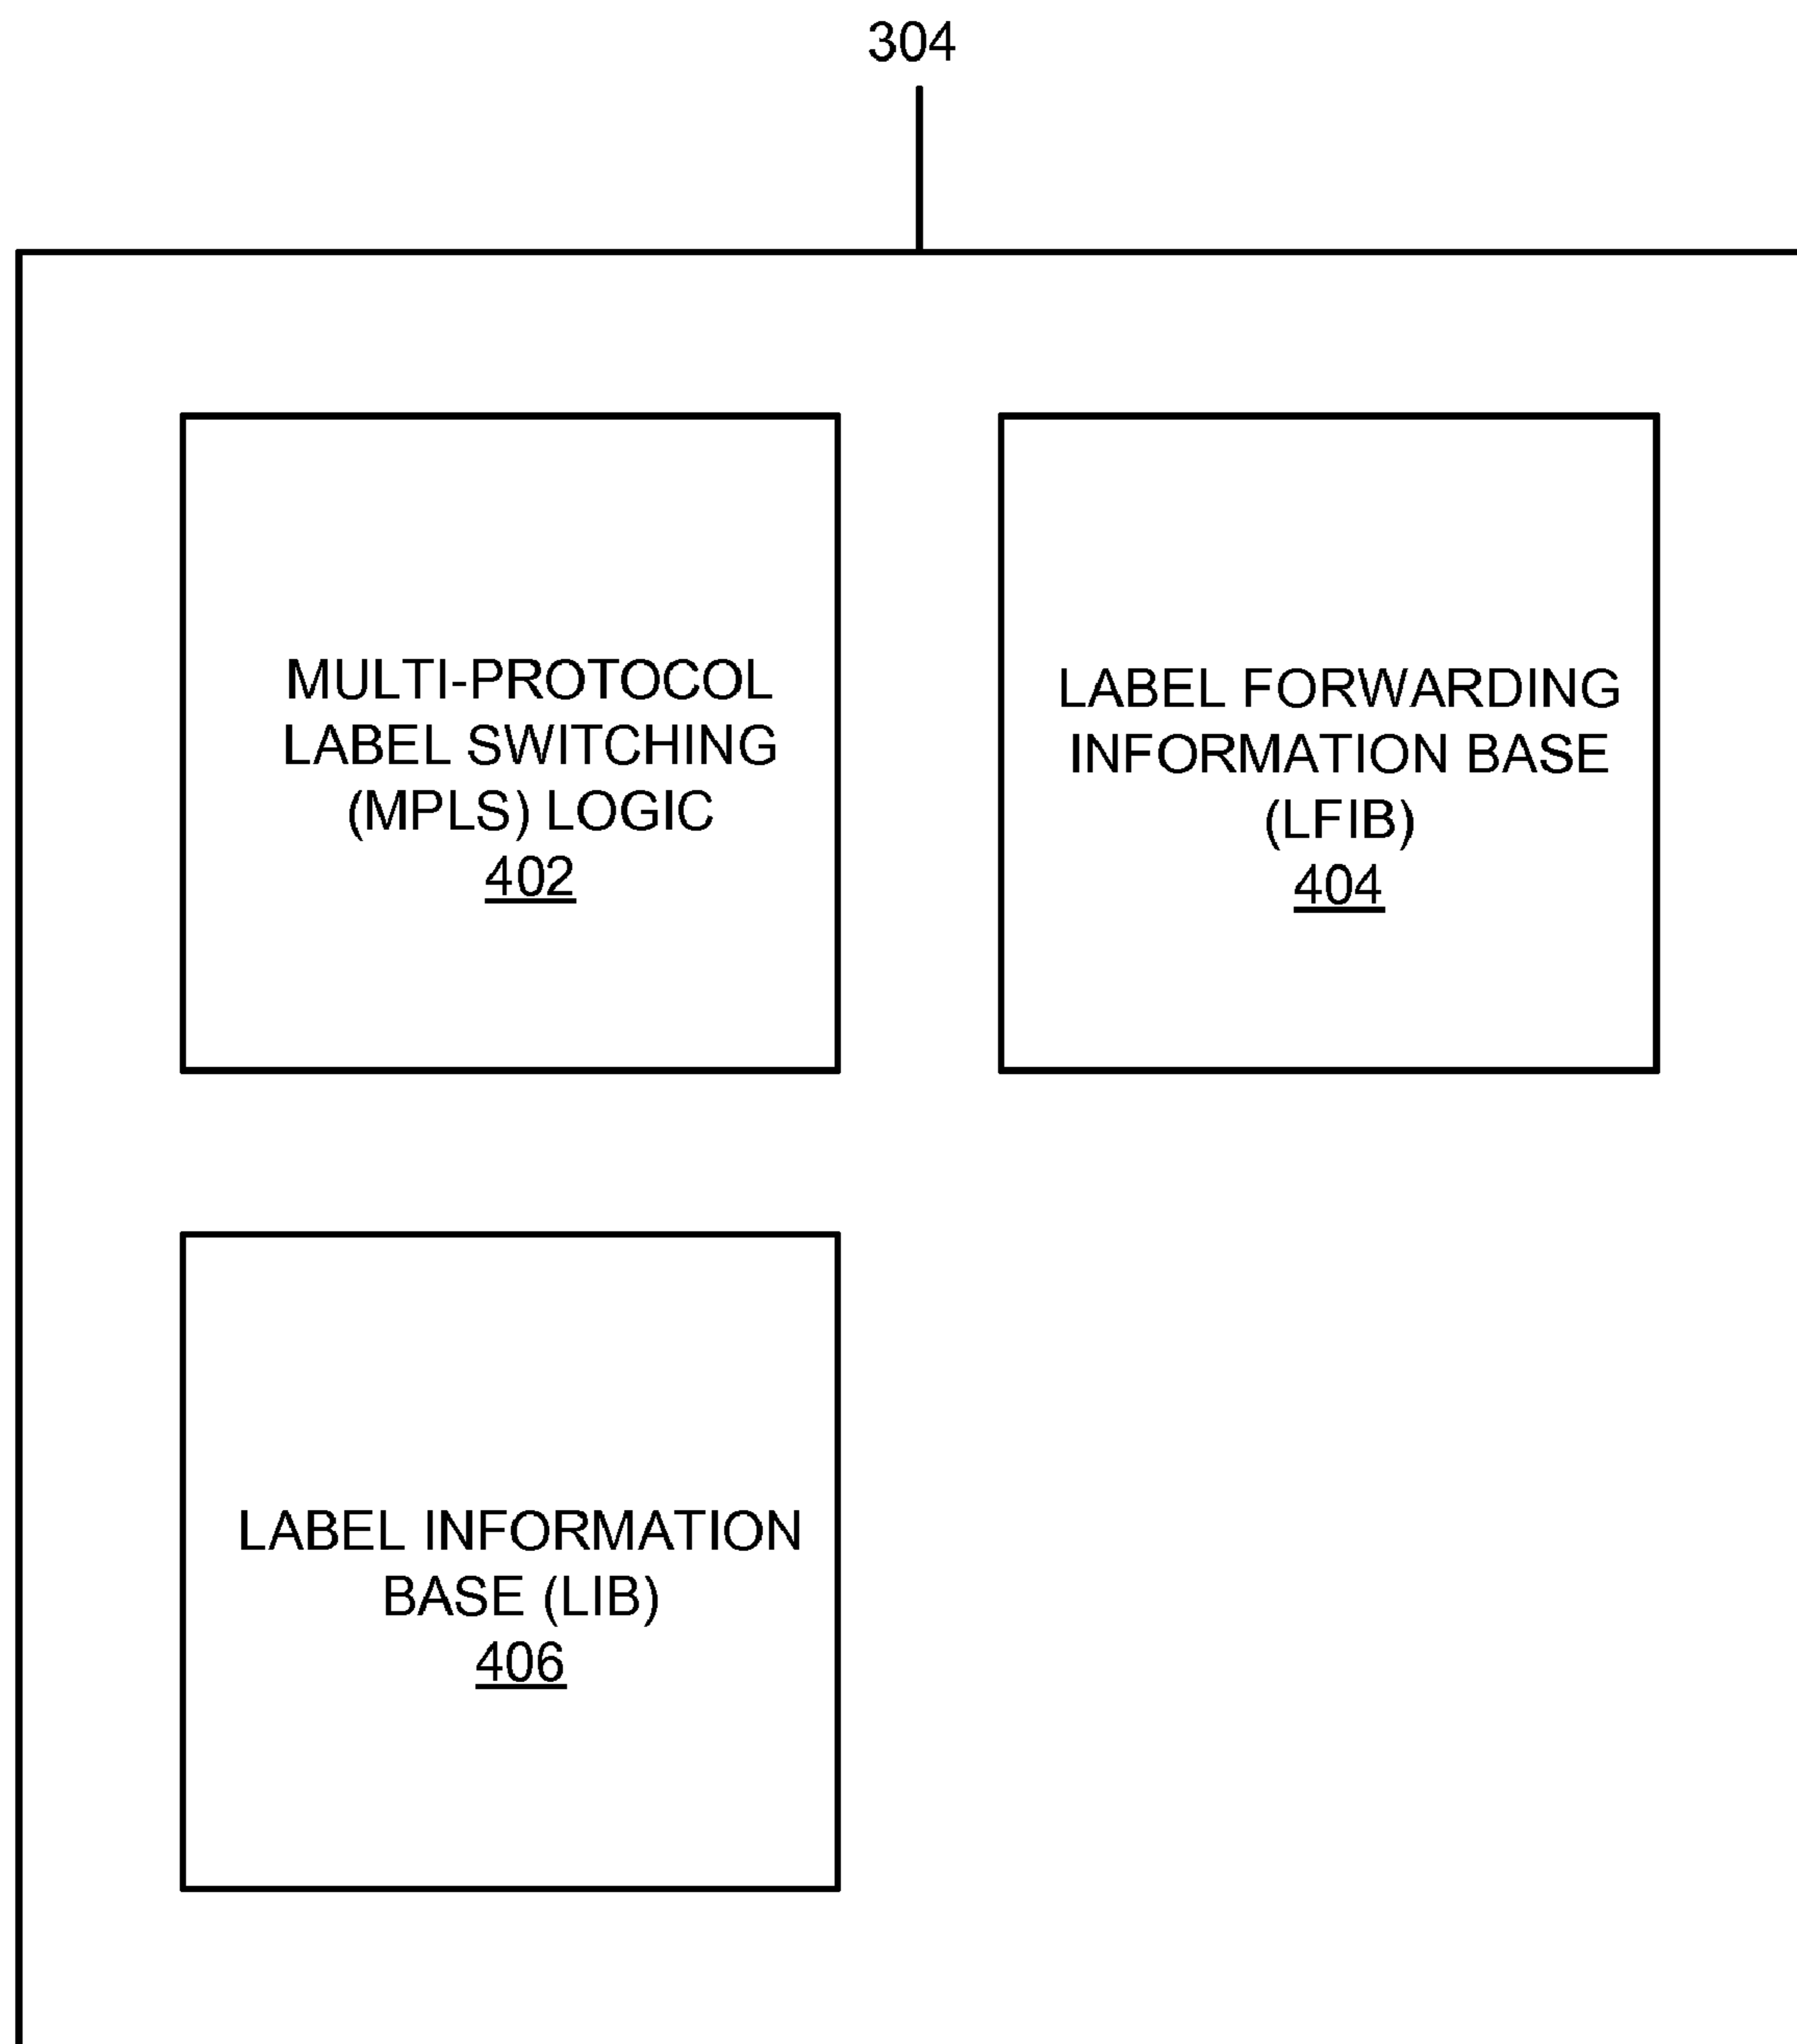 304
MULTI-PROTOCOL
LABEL SWITCHING
(MPLS) LOGIC
402
LABEL FORWARDING
INFORMATION BASE
(LFIB)
404
LABEL INFORMATION
BASE (LIB)
406